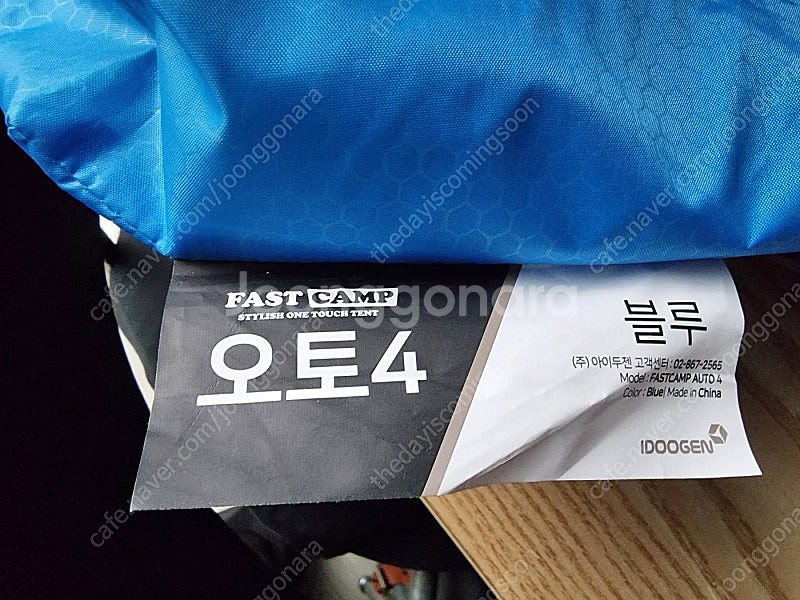 FAST CAMP
STYLISH ONE TOUCH TENT
오토4
블루
(주) 아이두젠 고객센터 : 02-867-2565
Model : FASTCAMP AUTO 4
Color : Blue| Made in China
IDOOGEN
Joonggonara
cafe.naver.com/joonggonara
thedayiscomingsoon